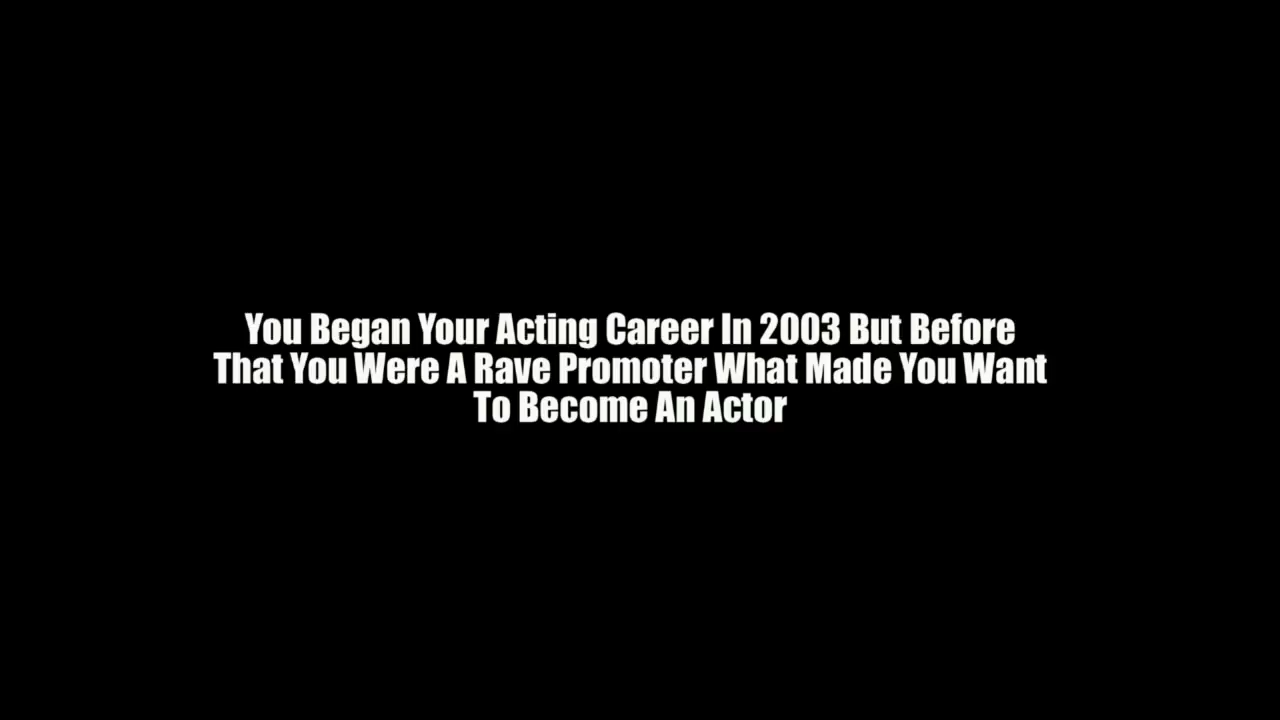 You Began Your Acting Career In 2003 But Before
That You Were A Rave Promoter What Made You Want
To Become An Actor